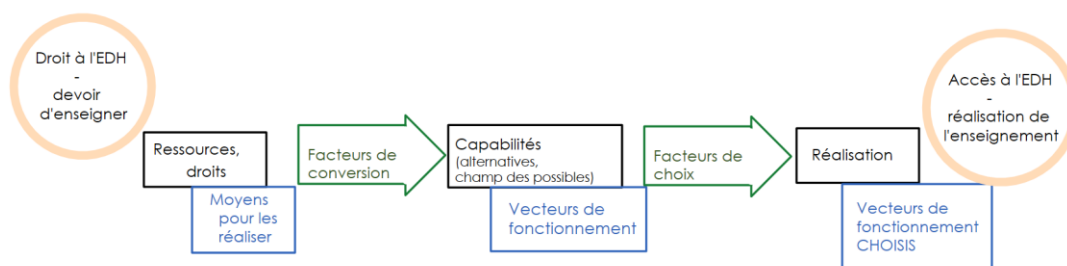 Droit à l'EDH
-
devoir
d'enseigner
Ressources,
droits
Moyens
pour les
réaliser
Facteurs de
conversion
Capabilités
(alternatives,
champ des possibles)
Vecteurs de
fonctionnement
Facteurs de
choix
Réalisation
Vecteurs de
fonctionnement
CHOISIS
Accès à l'EDH
-
réalisation de
l'enseignement